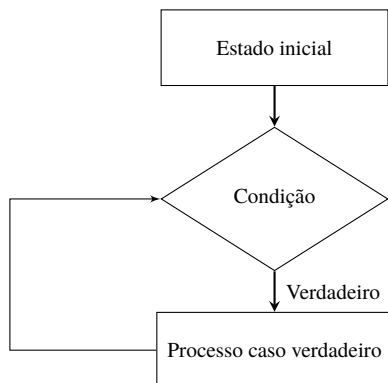 Estado inicial
Condição
Verdadeiro
Processo caso verdadeiro